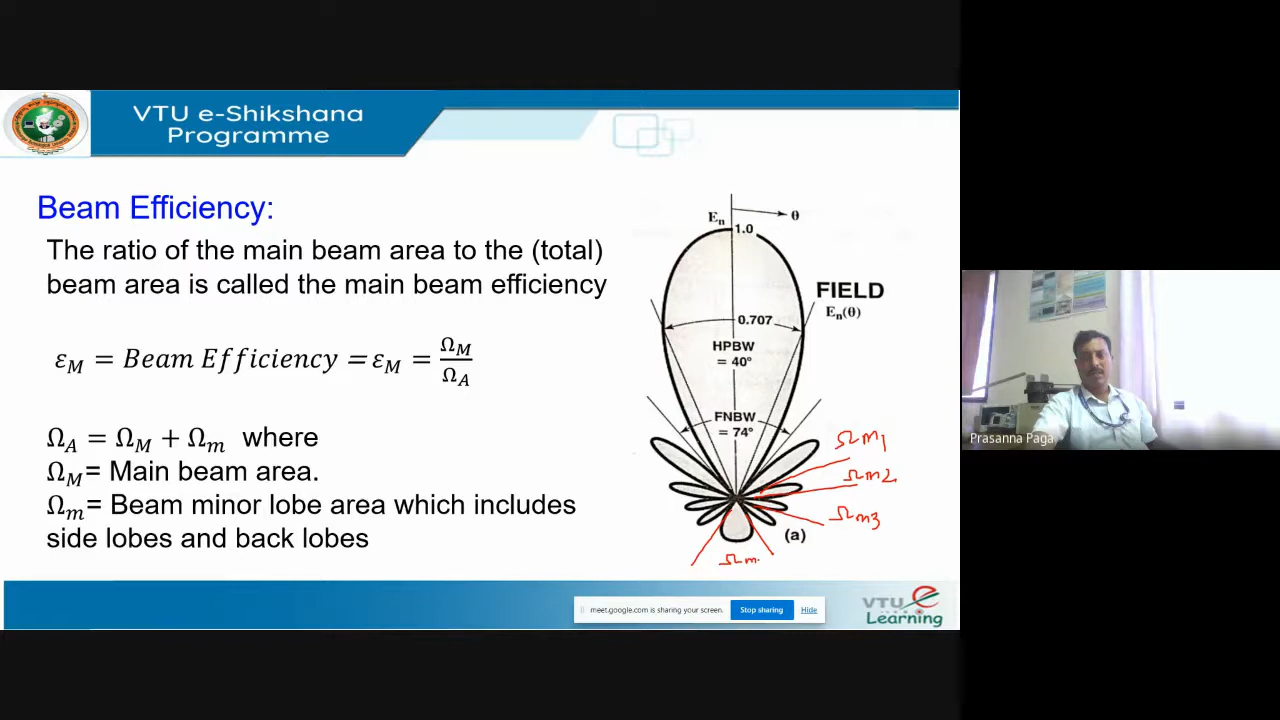 VTU e-Shikshana
Programme
Beam Efficiency:
The ratio of the main beam area to the (total)
beam area is called the main beam efficiency
𝜀_M = Beam Efficiency = 𝜀_M = Ω_M / Ω_A
Ω_A = Ω_M + Ω_m where
Ω_M= Main beam area.
Ω_m= Beam minor lobe area which includes
side lobes and back lobes
E_n
θ
1.0
FIELD
E_n(θ)
0.707
HPBW
= 40°
FNBW
= 74°
Ωm1
Ωm2
Ωm3
(a)
Ωm.
Prasanna Paga
meet.google.com is sharing your screen.
Stop sharing
Hide
VTU e
Learning